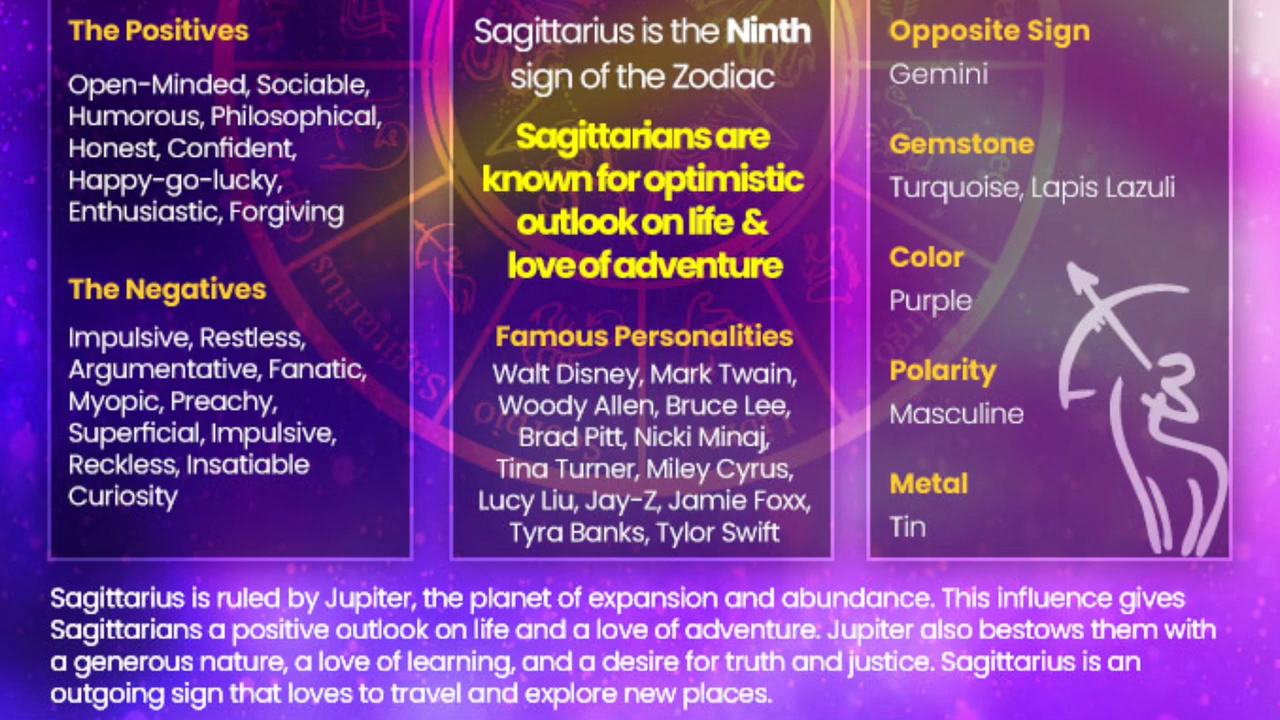 The Positives
Open-Minded, Sociable,
Humorous, Philosophical,
Honest, Confident,
Happy-go-lucky,
Enthusiastic, Forgiving
The Negatives
Impulsive, Restless,
Argumentative, Fanatic,
Myopic, Preachy,
Superficial, Impulsive,
Reckless, Insatiable
Curiosity
Sagittarius is the Ninth
sign of the Zodiac
Sagittarians are
known for optimistic
outlook on life &
love of adventure
Famous Personalities
Walt Disney, Mark Twain,
Woody Allen, Bruce Lee,
Brad Pitt, Nicki Minaj,
Tina Turner, Miley Cyrus,
Lucy Liu, Jay-Z, Jamie Foxx,
Tyra Banks, Tylor Swift
Opposite Sign
Gemini
Gemstone
Turquoise, Lapis Lazuli
Color
Purple
Polarity
Masculine
Metal
Tin
Sagittarius is ruled by Jupiter, the planet of expansion and abundance. This influence gives
Sagittarians a positive outlook on life and a love of adventure. Jupiter also bestows them with
a generous nature, a love of learning, and a desire for truth and justice. Sagittarius is an
outgoing sign that loves to travel and explore new places.
Sagittarius
Scorpio